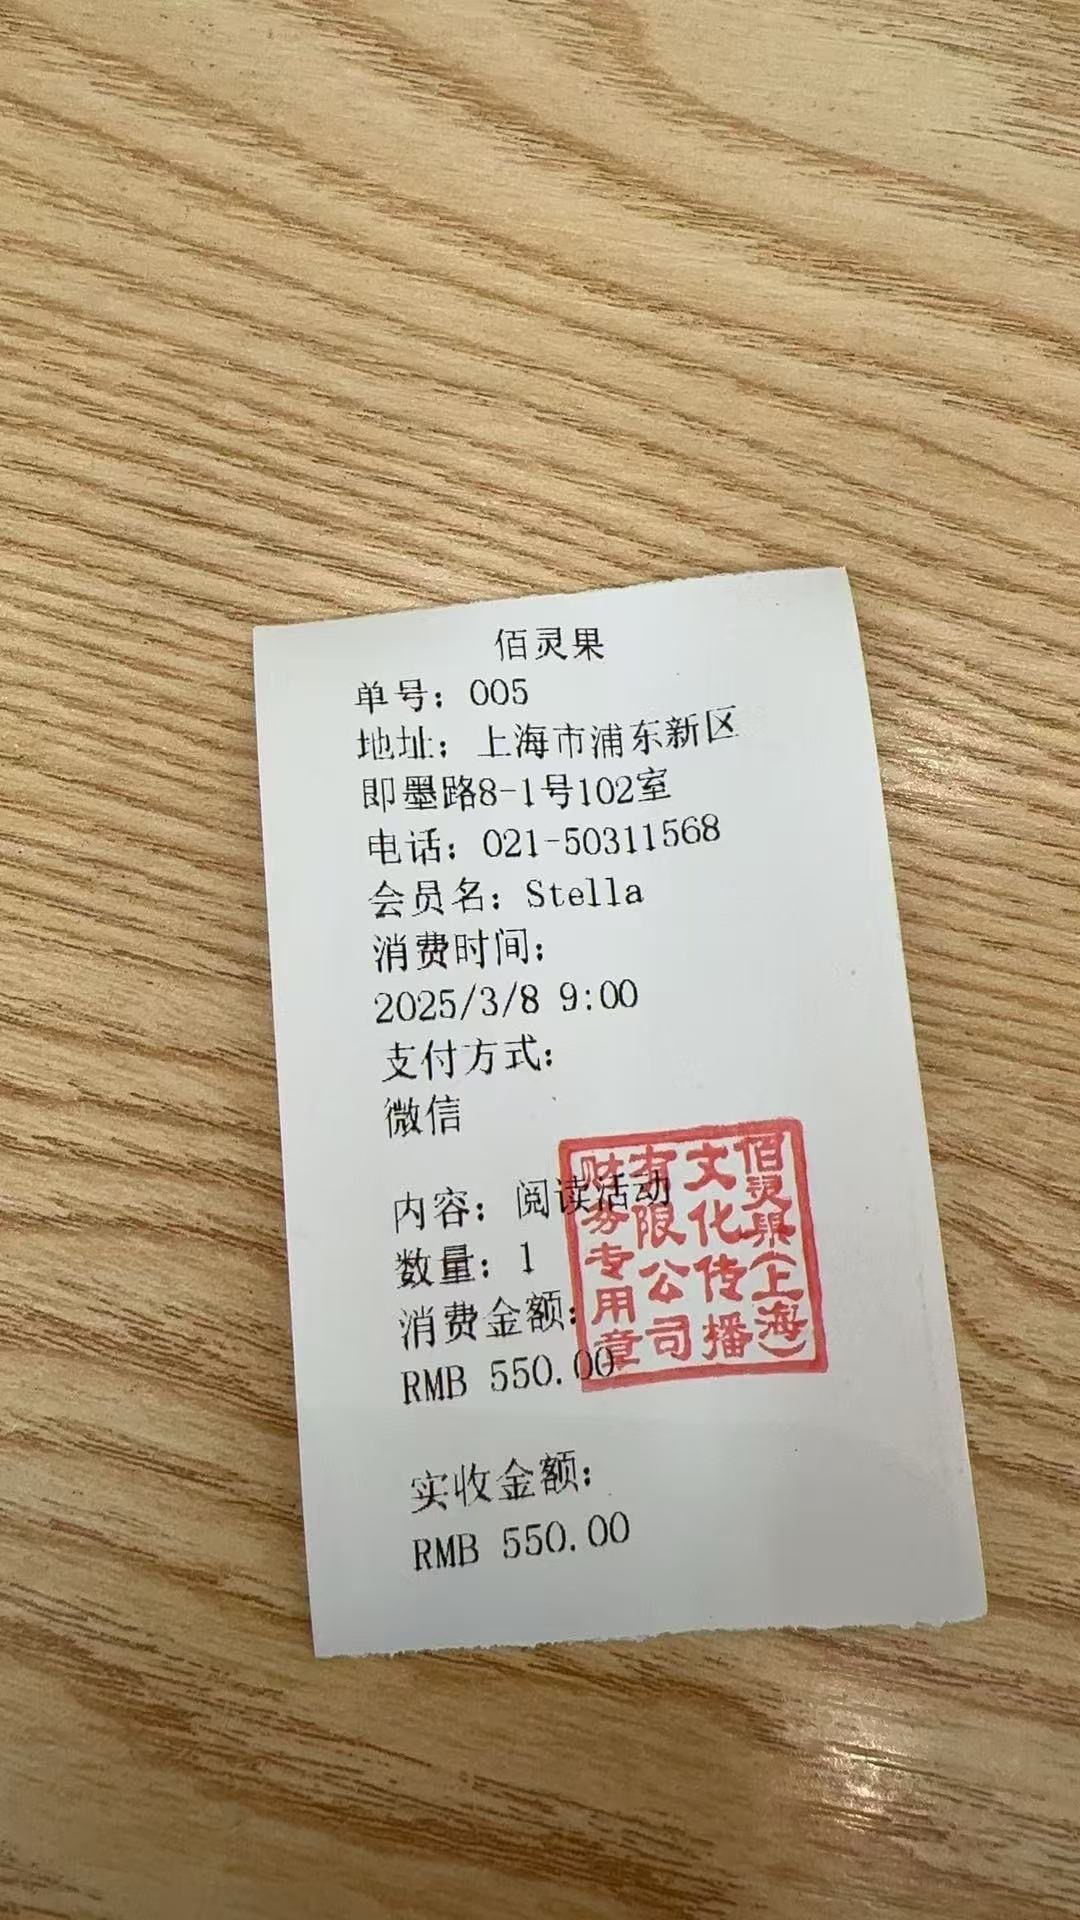 佰灵果
单号：005
地址：上海市浦东新区
即墨路8-1号102室
电话：021-50311568
会员名：Stella
消费时间：
2025/3/8 9:00
支付方式：
微信
内容：阅读活动
数量：1
消费金额：
RMB 550.00
实收金额：
RMB 550.00
佰灵果（上海）
文化传播
有限公司
财务专用章